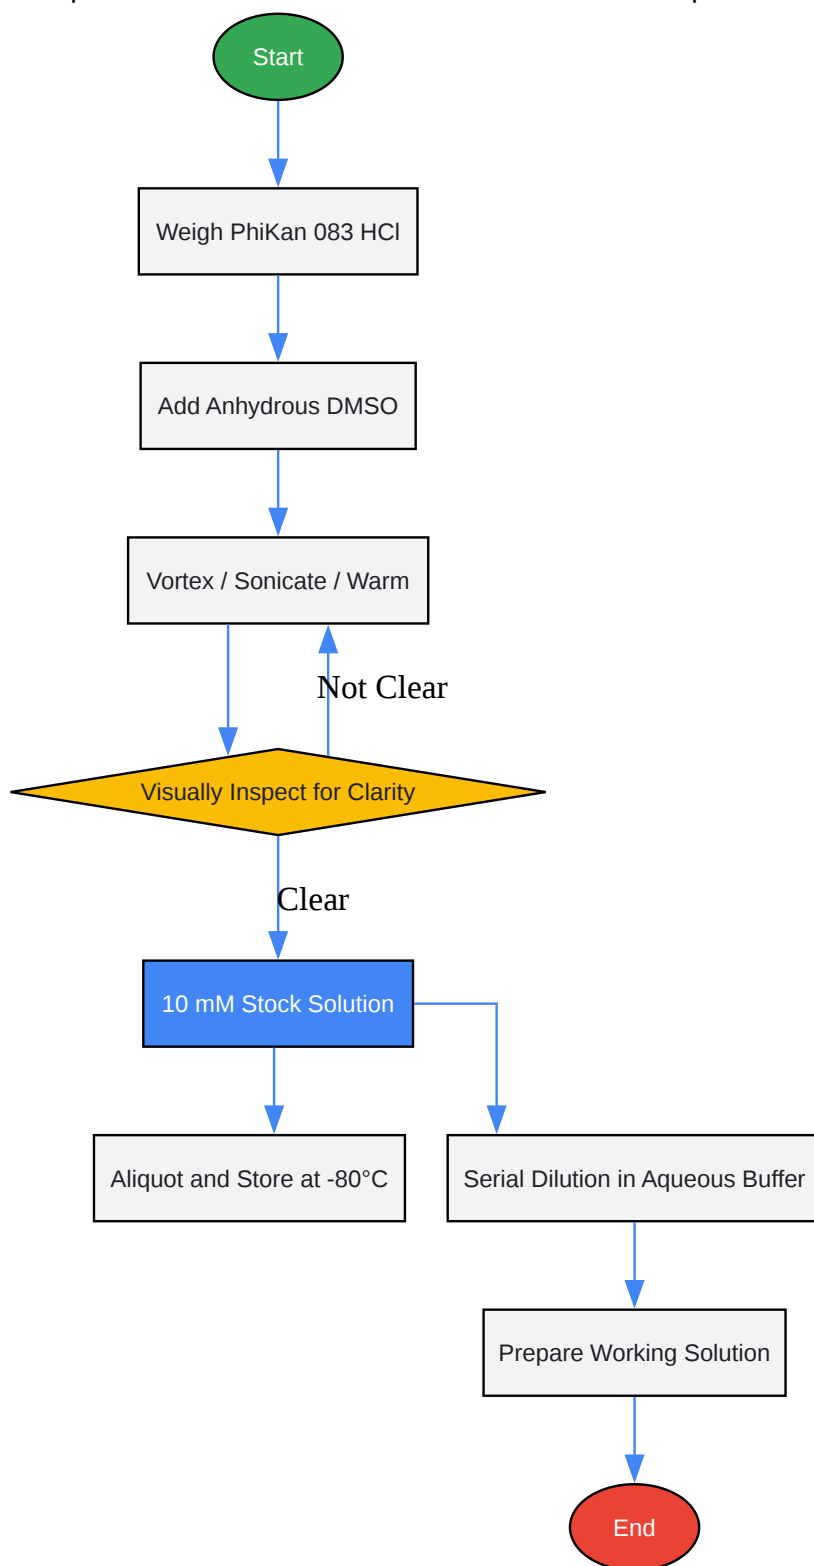 Start
Weigh PhiKan 083 HCl
Add Anhydrous DMSO
Vortex / Sonicate / Warm
Not Clear
Visually Inspect for Clarity
Clear
10 mM Stock Solution
Aliquot and Store at -80°C
Serial Dilution in Aqueous Buffer
Prepare Working Solution
End